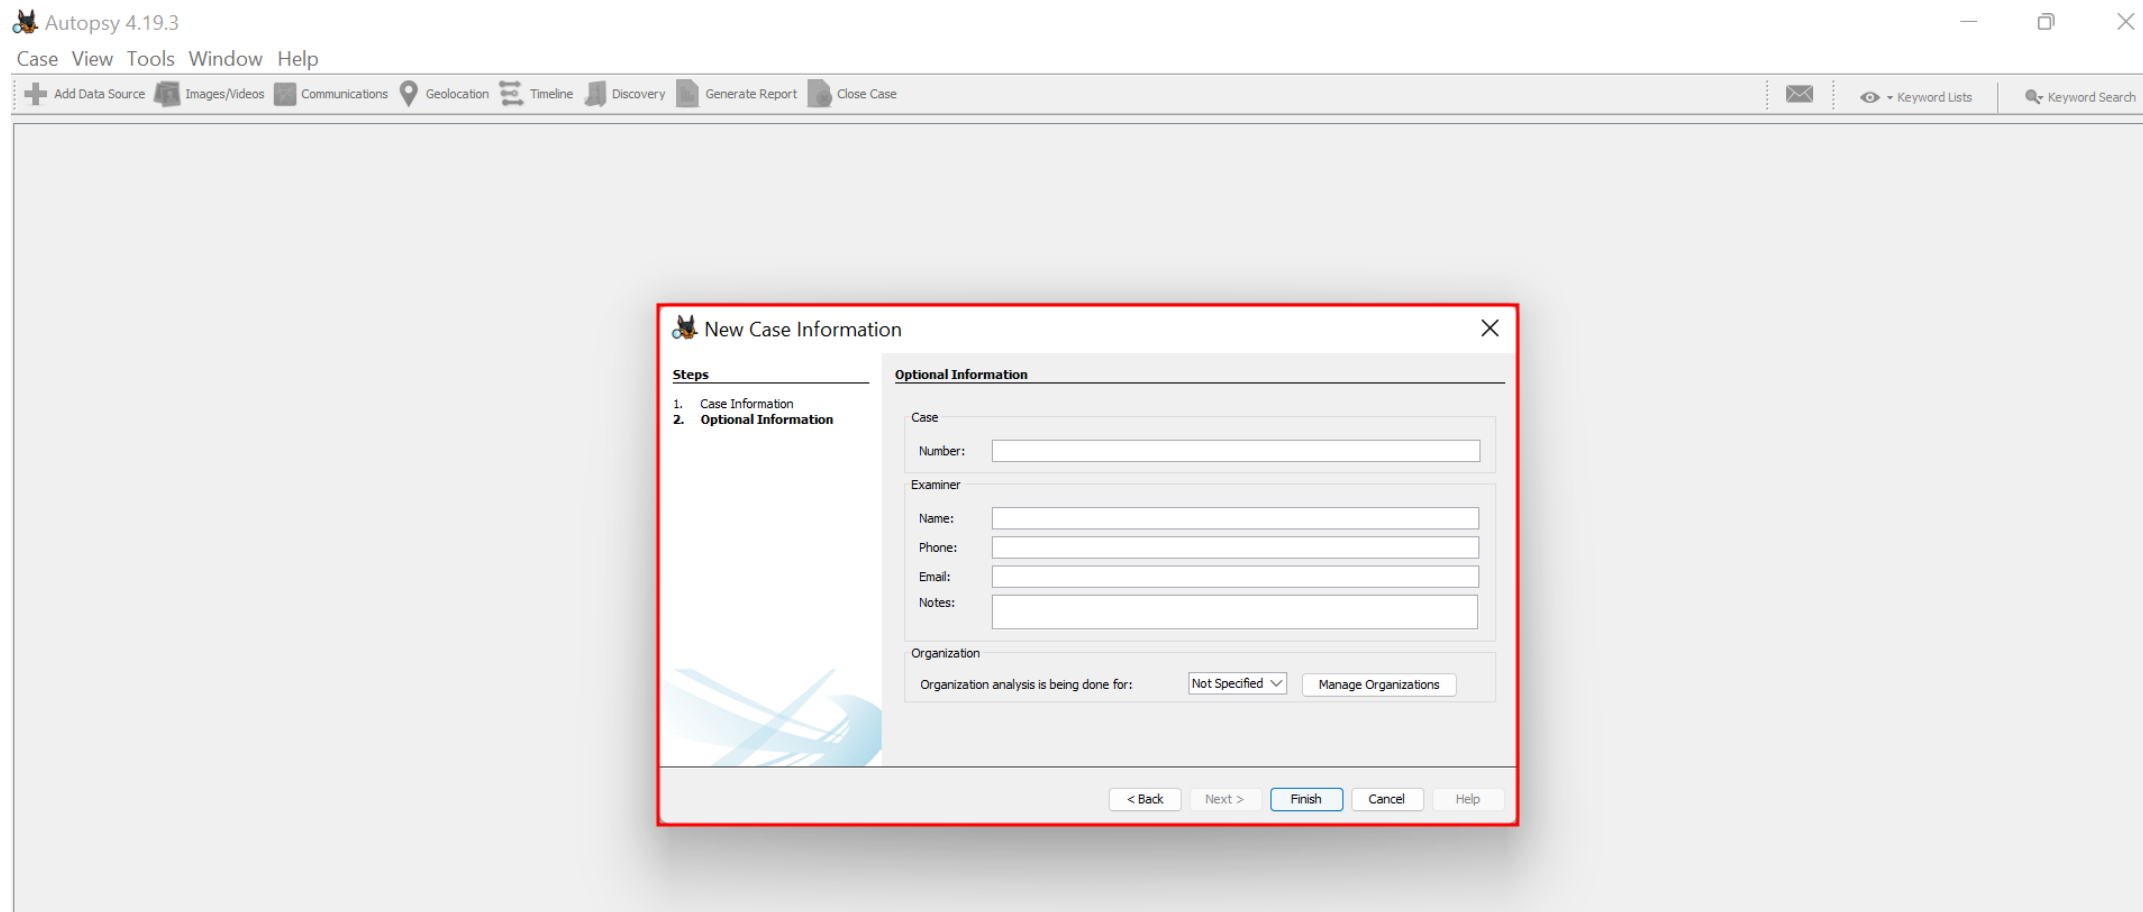 Autopsy 4.19.3
Case View Tools Window Help
Add Data Source Images/Videos Communications Geolocation Timeline Discovery Generate Report Close Case Keyword Lists Keyword Search
New Case Information
Steps
1. Case Information
2. Optional Information
Optional Information
Case
Number:
Examiner
Name:
Phone:
Email:
Notes:
Organization
Organization analysis is being done for: Not Specified Manage Organizations
< Back Next > Finish Cancel Help